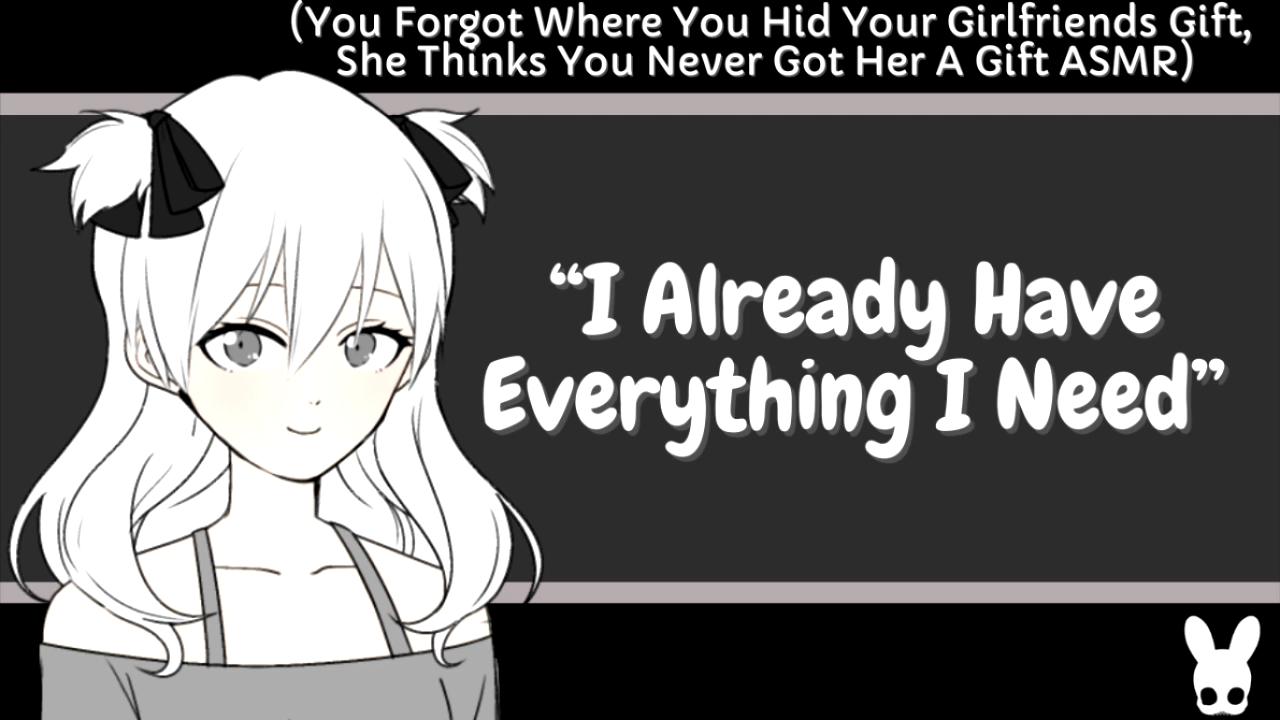 (You Forgot Where You Hid Your Girlfriends Gift,
She Thinks You Never Got Her A Gift ASMR)
“I Already Have
Everything I Need”